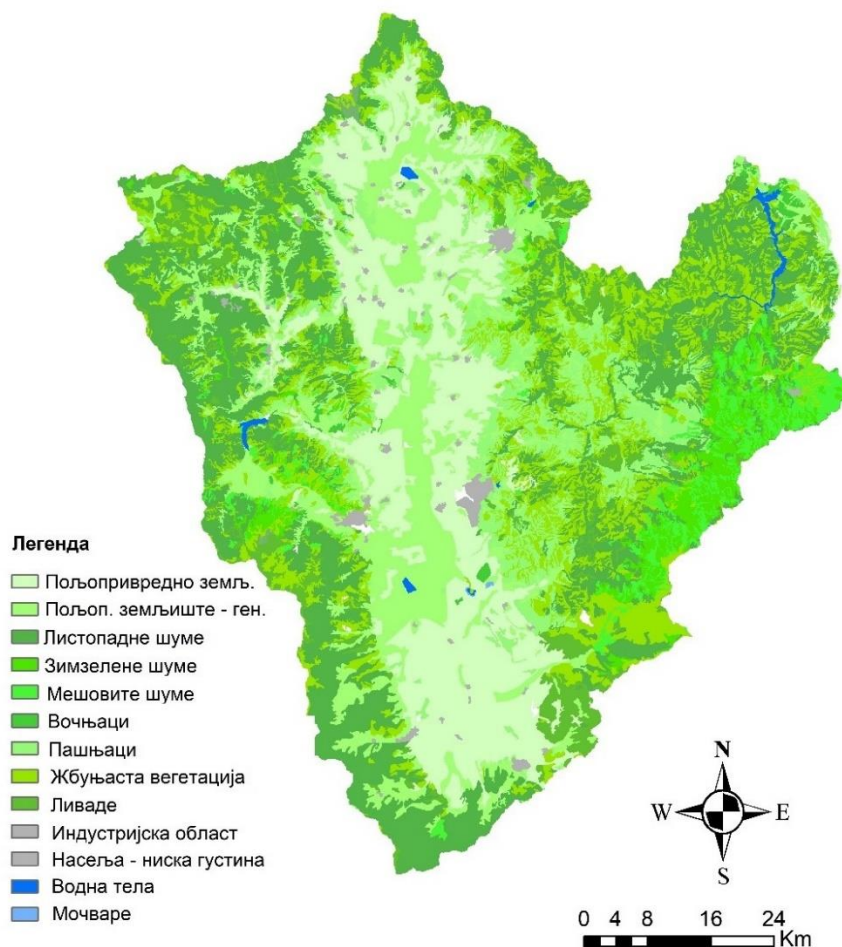 Легенда
Пољопривредно земљ.
Пољоп. земљиште - ген.
Листопадне шуме
Зимзелене шуме
Мешовите шуме
Вочњаци
Пашњаци
Жбуњаста вегетација
Ливаде
Индустријска област
Насеља - ниска густина
Водна тела
Мочваре
N
W E
S
0 4 8 16 24
Km